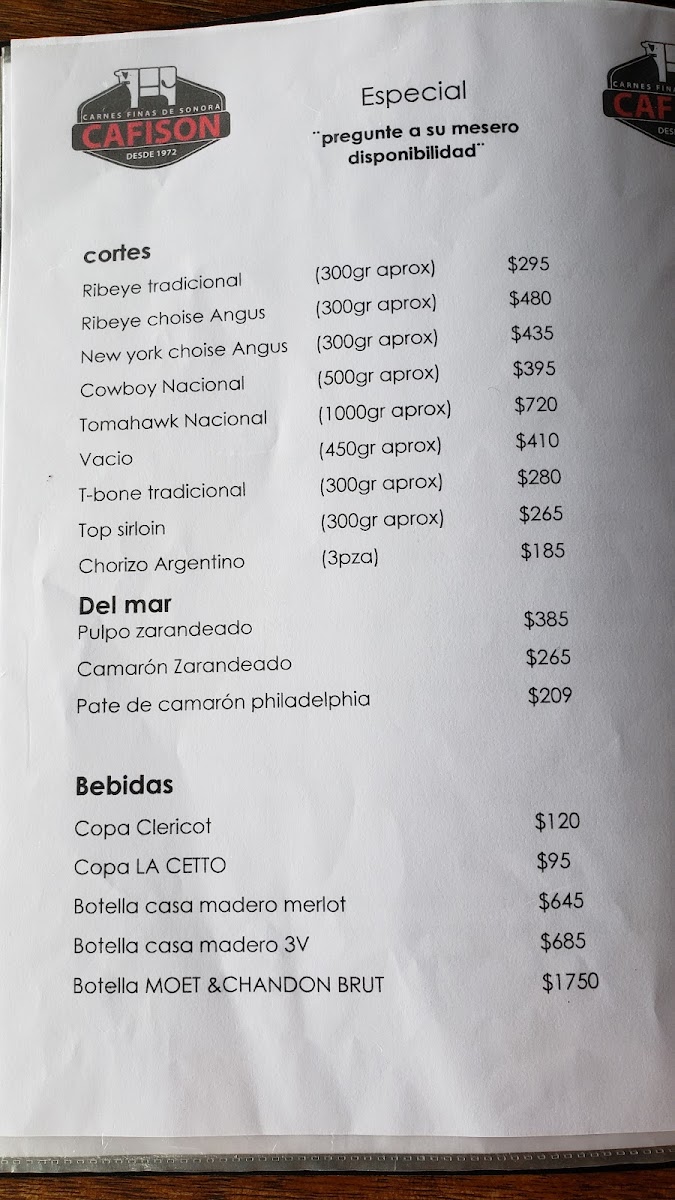 CARNES FINAS DE SONORA
CAFISON
DESDE 1972
Especial
¨pregunte a su mesero
disponibilidad¨
CARNES FINA
CAF
DES
cortes
Ribeye tradicional (300gr aprox) $295
Ribeye choise Angus (300gr aprox) $480
New york choise Angus (300gr aprox) $435
Cowboy Nacional (500gr aprox) $395
Tomahawk Nacional (1000gr aprox) $720
Vacio (450gr aprox) $410
T-bone tradicional (300gr aprox) $280
Top sirloin (300gr aprox) $265
Chorizo Argentino (3pza) $185
Del mar
Pulpo zarandeado $385
Camarón Zarandeado $265
Pate de camarón philadelphia $209
Bebidas
Copa Clericot $120
Copa LA CETTO $95
Botella casa madero merlot $645
Botella casa madero 3V $685
Botella MOET &CHANDON BRUT $1750